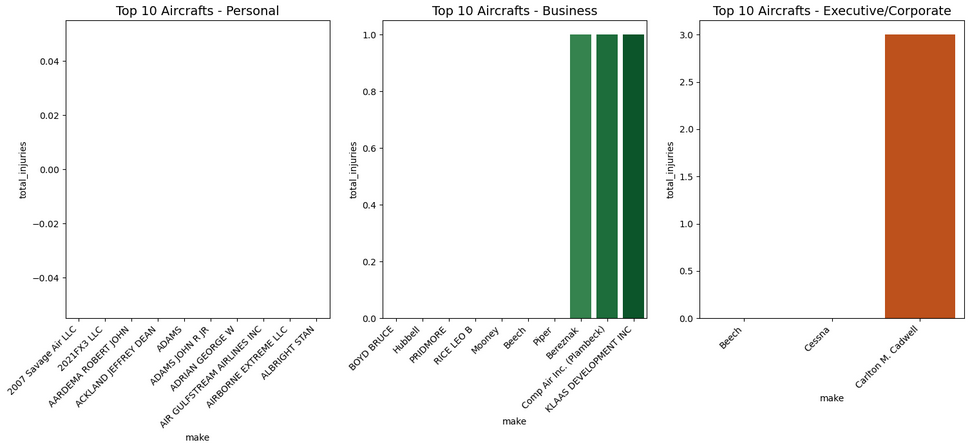 Top 10 Aircrafts - Personal
total_injuries
0.04
0.02
0.00
−0.02
−0.04
2007 Savage Air LLC
2021FX3 LLC
AARDEMA ROBERT JOHN
ACKLAND JEFFREY DEAN
ADAMS
ADAMS JOHN R JR
ADRIAN GEORGE W
AIR GULFSTREAM AIRLINES INC
AIRBORNE EXTREME LLC
ALBRIGHT STAN
make
Top 10 Aircrafts - Business
total_injuries
1.0
0.8
0.6
0.4
0.2
0.0
BOYD BRUCE
Hubbell
PRIDMORE
RICE LEO B
Mooney
Beech
Piper
Bereznak
Comp Air Inc. (Plambeck)
KLAAS DEVELOPMENT INC
make
Top 10 Aircrafts - Executive/Corporate
total_injuries
3.0
2.5
2.0
1.5
1.0
0.5
0.0
Beech
Cessna
Carlton M. Cadwell
make